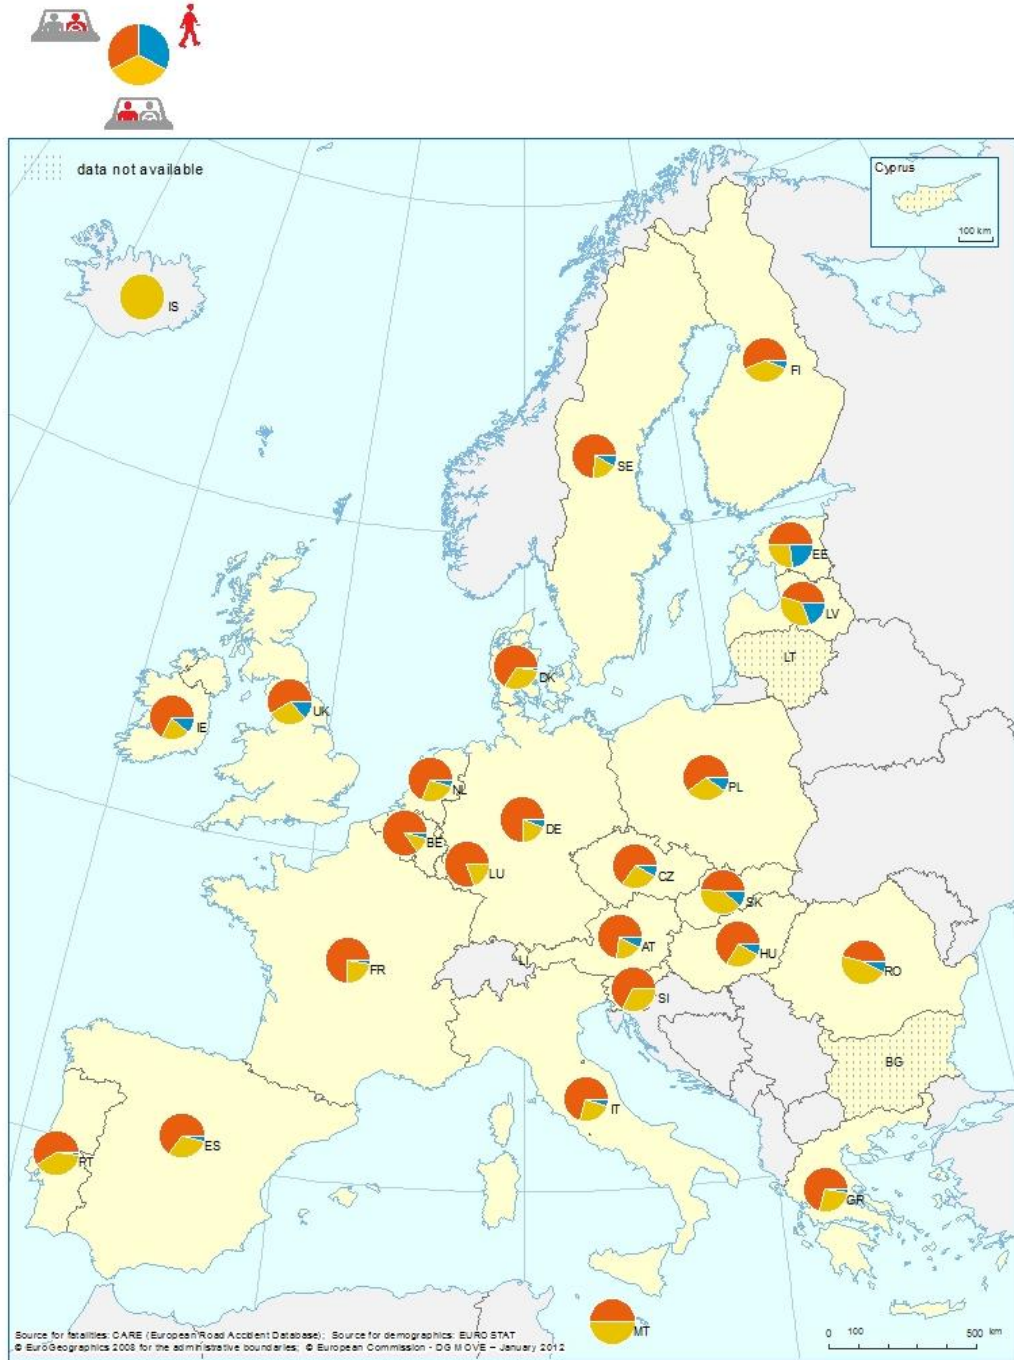 data not available
Cyprus
100 km
IS
FI
SE
EE
LV
LT
DK
IE
UK
NL
PL
DE
BE
LU
CZ
SK
AT
HU
LI
FR
RO
SI
BG
IT
ES
PT
GR
MT
Source for fatalities: CARE (European Road Accident Database); Source for demographics: EUROSTAT
© EuroGeographics 2008 for the administrative boundaries; © European Commission - DG MOVE – January 2012
0 100 500 km